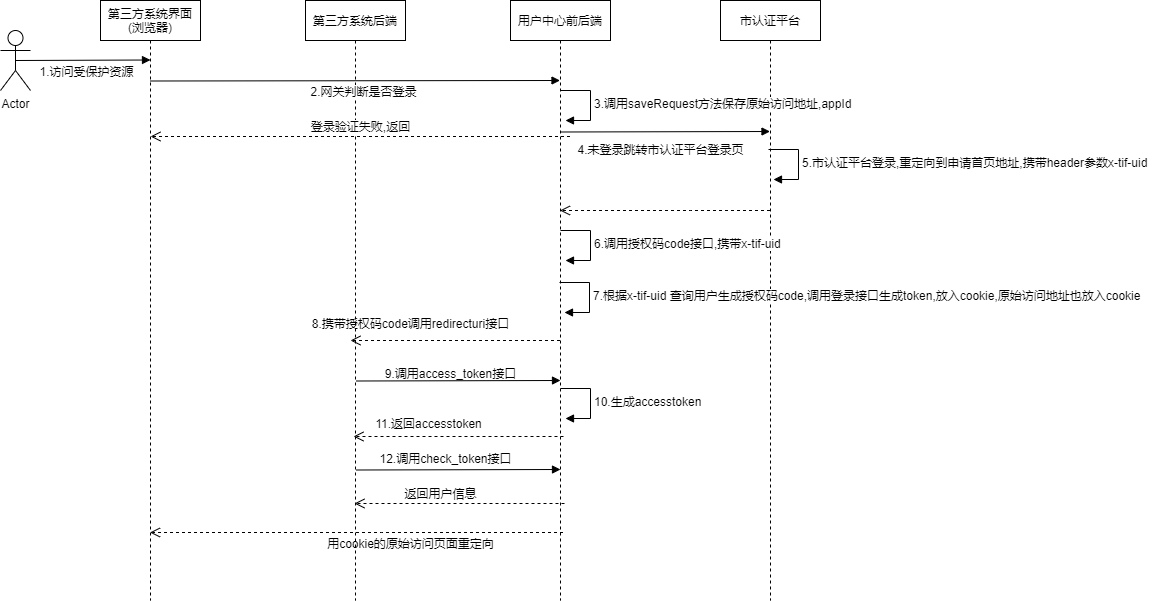 第三方系统界面
(浏览器)
第三方系统后端
用户中心前后端
市认证平台
Actor
1.访问受保护资源
2.网关判断是否登录
3.调用saveRequest方法保存原始访问地址,appId
登录验证失败,返回
4.未登录跳转市认证平台登录页
5.市认证平台登录,重定向到申请首页地址,携带header参数x-tif-uid
6.调用授权码code接口,携带x-tif-uid
7.根据x-tif-uid 查询用户生成授权码code,调用登录接口生成token,放入cookie,原始访问地址也放入cookie
8.携带授权码code调用redirecturi接口
9.调用access_token接口
10.生成accesstoken
11.返回accesstoken
12.调用check_token接口
返回用户信息
用cookie的原始访问页面重定向